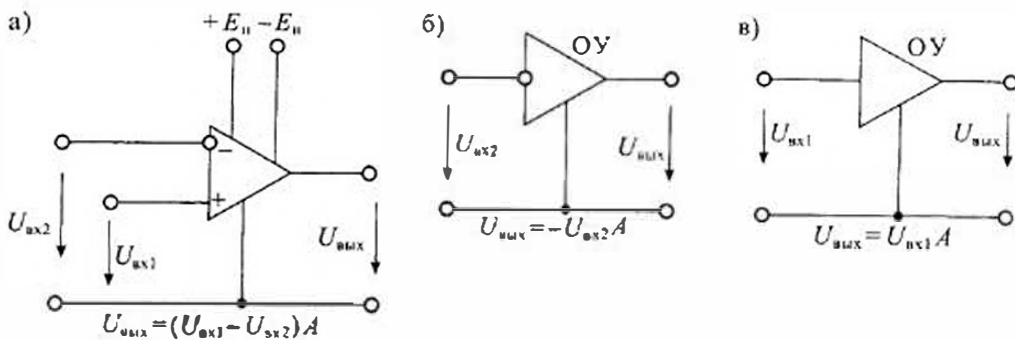 а)
+ Eп – Eп
–
+
Uвх2
Uвх1
Uвых
Uвых = (Uвх1 – Uвх2) A
б)
ОУ
Uвх2
Uвых
Uвых = – Uвх2 A
в)
ОУ
Uвх1
Uвых
Uвых = Uвх1 A